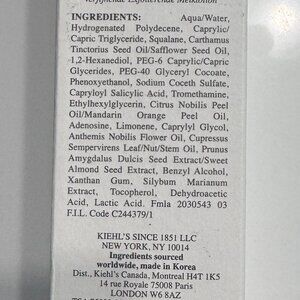 Verfijnende Exfoliërende Melklotion
INGREDIENTS: Aqua/Water,
Hydrogenated Polydecene, Caprylic/
Capric Triglyceride, Squalane, Carthamus
Tinctorius Seed Oil/Safflower Seed Oil,
1,2-Hexanediol, PEG-6 Caprylic/Capric
Glycerides, PEG-40 Glyceryl Cocoate,
Phenoxyethanol, Sodium Coceth Sulfate,
Capryloyl Salicylic Acid, Tromethamine,
Ethylhexylglycerin, Citrus Nobilis Peel
Oil/Mandarin Orange Peel Oil,
Adenosine, Limonene, Caprylyl Glycol,
Anthemis Nobilis Flower Oil, Cupressus
Sempervirens Leaf/Nut/Stem Oil, Prunus
Amygdalus Dulcis Seed Extract/Sweet
Almond Seed Extract, Benzyl Alcohol,
Xanthan Gum, Silybum Marianum
Extract, Tocopherol, Dehydroacetic
Acid, Lactic Acid. Fmla 2030543 03
F.I.L. Code C244379/1
KIEHL'S SINCE 1851 LLC
NEW YORK, NY 10014
Ingredients sourced
worldwide, made in Korea
Dist., Kiehl's Canada, Montreal H4T 1K5
14 rue Royale 75008 Paris
LONDON W6 8AZ